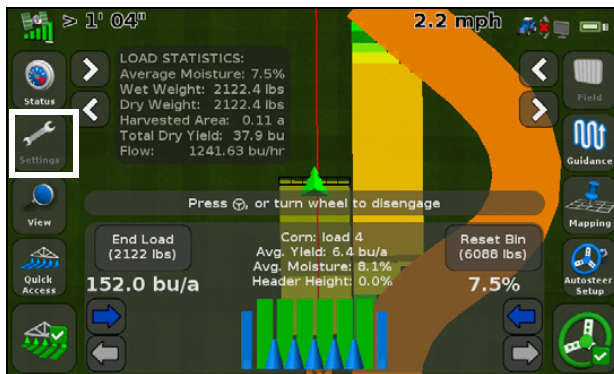 > 1' 04"
2.2 mph
LOAD STATISTICS:
Average Moisture: 7.5%
Wet Weight: 2122.4 lbs
Dry Weight: 2122.4 lbs
Harvested Area: 0.11 a
Total Dry Yield: 37.9 bu
Flow: 1241.63 bu/hr
Status
Settings
View
Quick
Access
Field
Guidance
Mapping
Autosteer
Setup
Press , or turn wheel to disengage
End Load
(2122 lbs)
152.0 bu/a
Corn: load 4
Avg. Yield: 6.4 bu/a
Avg. Moisture: 8.1%
Header Height: 0.0%
Reset Bin
(6088 lbs)
7.5%